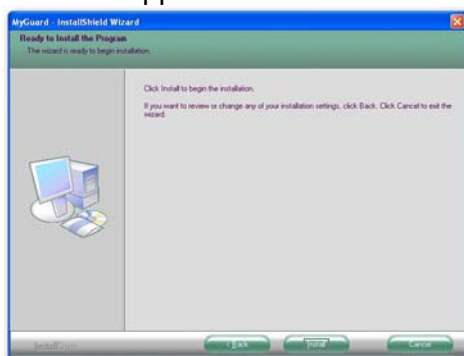 MyGuard - InstallShield Wizard
Ready to Install the Program
The wizard is ready to begin installation.
Click Install to begin the installation.
If you want to review or change any of your installation settings, click Back. Click Cancel to exit the
wizard.
InstallShield
< Back
Install
Cancel